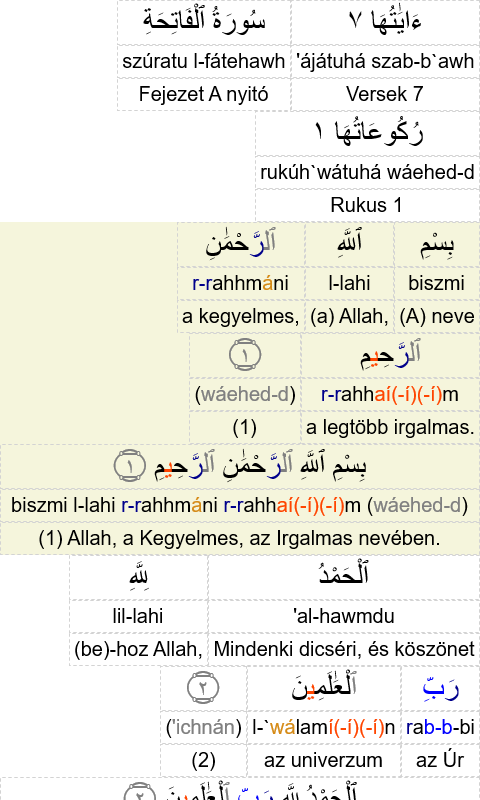 سُورَةُ ٱلْفَاتِحَةِ ءَايَٰتُهَا ٧
szúratu l-fátehawh 'ájátuhá szab-b`awh
Fejezet A nyitó Versek 7
رُكُوعَاتُهَا ١
rukúh`wátuhá wáehed-d
Rukus 1
بِسْمِ ٱللَّهِ ٱلرَّحْمَٰنِ
r-rahhmáni l-lahi biszmi
a kegyelmes, (a) Allah, (A) neve
ٱلرَّحِيمِ ١
(wáehed-d) r-rahhaí(-í)(-í)m
(1) a legtöbb irgalmas.
بِسْمِ ٱللَّهِ ٱلرَّحْمَٰنِ ٱلرَّحِيمِ ١
biszmi l-lahi r-rahhmáni r-rahhaí(-í)(-í)m (wáehed-d)
(1) Allah, a Kegyelmes, az Irgalmas nevében.
ٱلْحَمْدُ لِلَّهِ
lil-lahi 'al-hawmdu
(be)-hoz Allah, Mindenki dicséri, és köszönet
رَبِّ ٱلْعَٰلَمِينَ ٢
('ichnán) l-`wálamí(-í)(-í)n rab-b-bi
(2) az univerzum az Úr
ٱلْحَمْدُ لِلَّهِ رَبِّ ٱلْعَٰلَمِينَ ٢